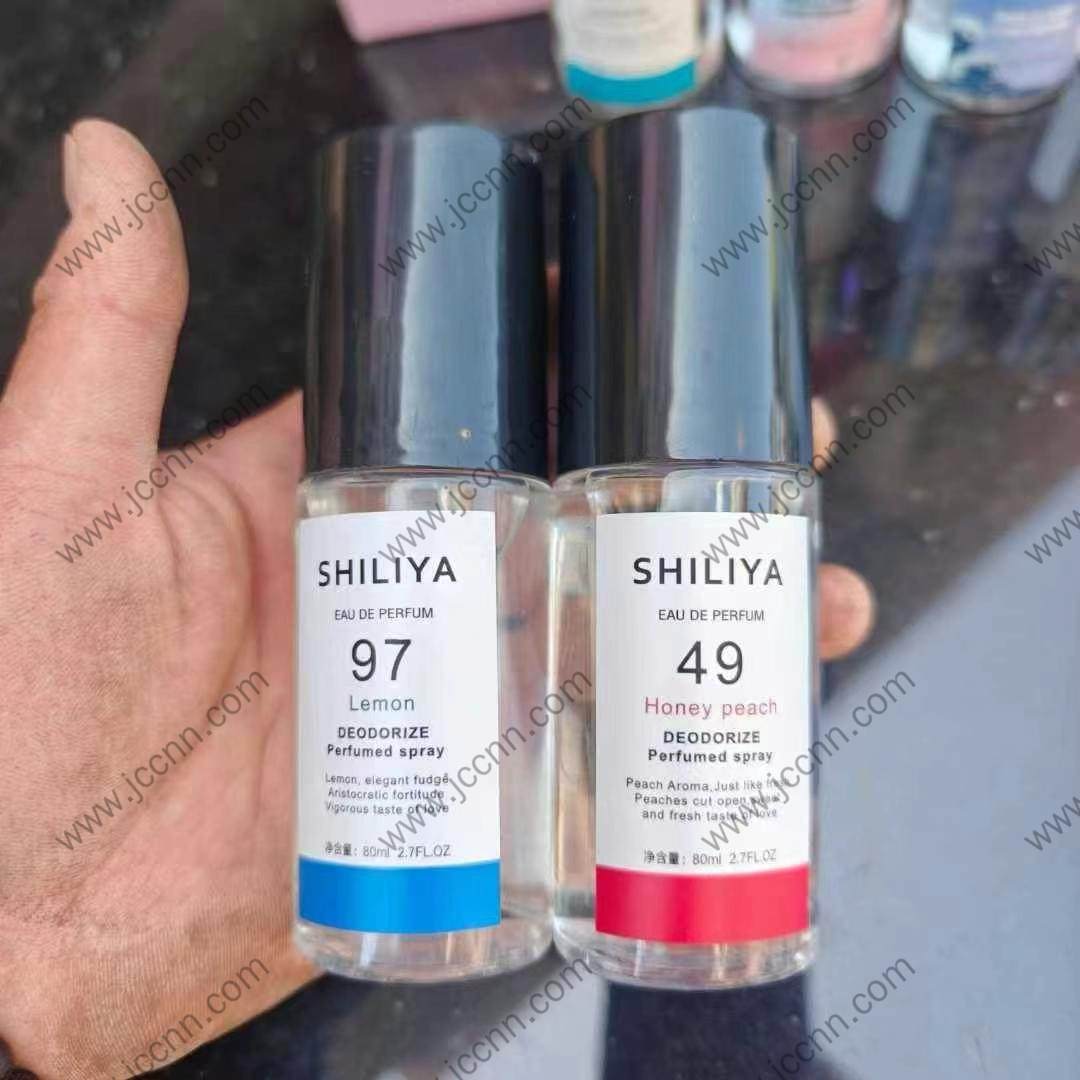 SHILIYA
EAU DE PERFUM
97
Lemon
DEODORIZE
Perfumed spray
Lemon, elegant fudge
Aristocratic fortitude
Vigorous taste of love
净含量: 80ml 2.7FL.OZ
SHILIYA
EAU DE PERFUM
49
Honey peach
DEODORIZE
Perfumed spray
Peach Aroma,Just like
Peaches cut open
and fresh taste of love
净含量: 80ml 2.7FL.OZ
www.jccnn.com